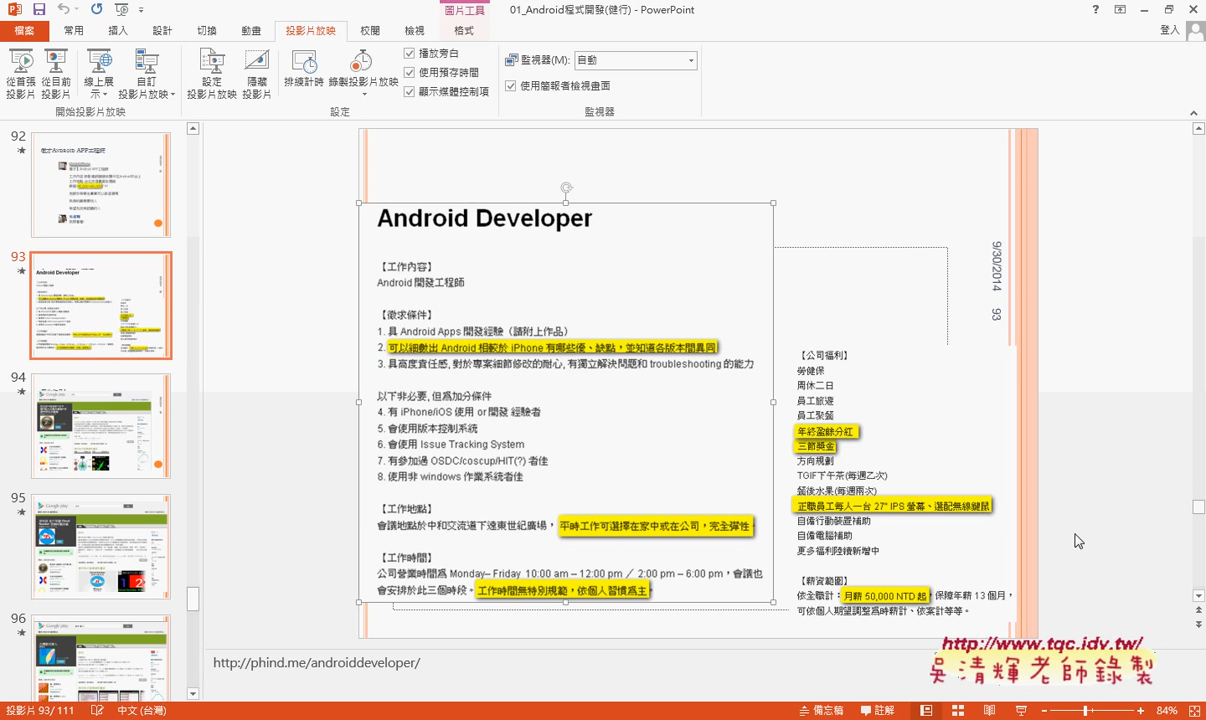 圖片工具
01_Android程式開發(健行) - PowerPoint
檔案
常用
插入
設計
切換
動畫
投影片放映
校閱
檢視
格式
登入
從首張
投影片
從目前
投影片
線上展
示
自訂
投影片放映
設定
投影片放映
隱藏
投影片
排練計時
錄製投影片放映
播放旁白
使用預存時間
顯示媒體控制項
監視器(M):
自動
使用簡報者檢視畫面
開始投影片放映
設定
監視器
92
93
94
95
96
Android Developer
【工作內容】
Android 開發工程師
【徵求條件】
1. 具 Android Apps 開發經驗（請附上作品）
2. 可以細數出 Android 相較於 iPhone 有哪些優、缺點，並知道各版本間異同
3. 具高度責任感, 對於專案細節修改的耐心, 有獨立解決問題和 troubleshooting 的能力
以下非必要, 但為加分條件
4. 有 iPhone/iOS 使用 or 開發 經驗者
5. 會使用版本控制系統
6. 會使用 Issue Tracking System
7. 有參加過 OSDC/coscup/HIT(?) 者佳
8. 使用非 windows 作業系統者佳
【工作地點】
會議地點於中和交流道下遠東世紀廣場，平時工作可選擇在家中或在公司，完全彈性
【工作時間】
公司營業時間為 Monday– Friday 10:00 am – 12:00 pm ／ 2:00 pm – 6:00 pm，會議也
會安排於此三個時段。工作時間無特別規範，依個人習慣為主。
9/30/2014
93
【公司福利】
勞健保
周休二日
員工旅遊
員工聚餐
年終盈餘分紅
三節獎金
方向規劃
TGIF下午茶(每週乙次)
飯後水果(每週兩次)
正職員工每人一台 27" IPS 螢幕、選配無線鍵鼠
自備行動裝置補助
自備電腦補助
更多福利陸續新增中
【薪資範圍】
依全職計：月薪 50,000 NTD 起，保障年薪 13 個月，
可依個人期望調整為時薪計、依案計等等。
http://phind.me/androiddeveloper/
http://www.tqc.idv.tw/
吳清輝老師錄製
投影片 93/ 111
中文 (台灣)
備忘稿
註解
84%